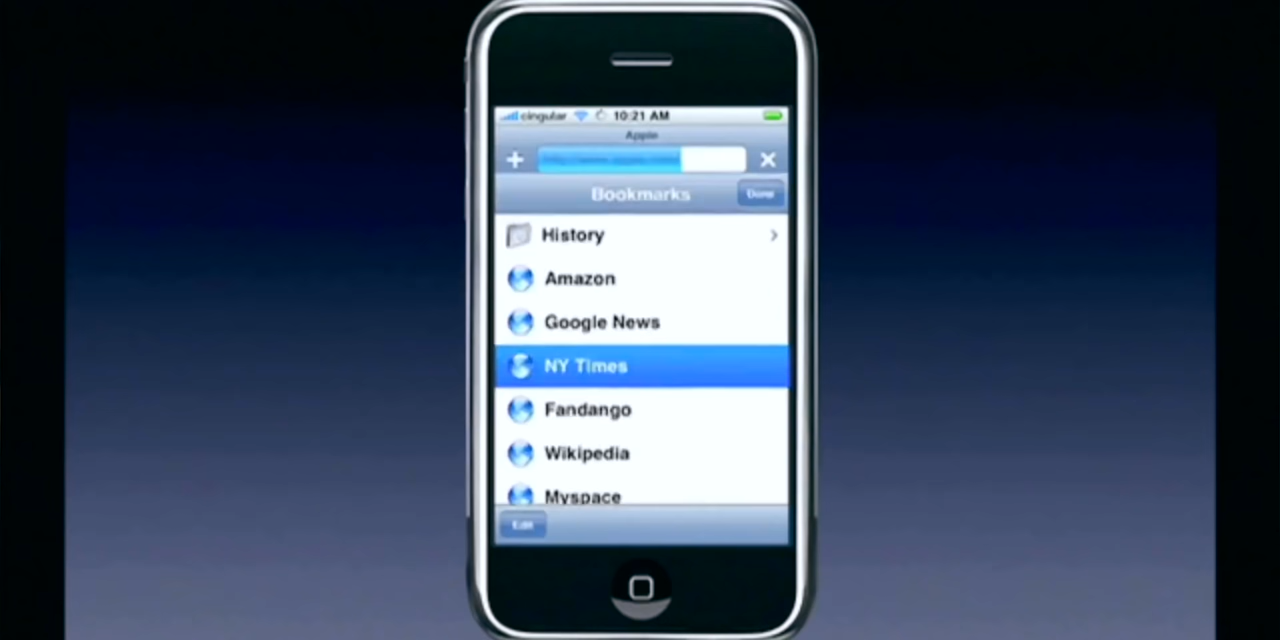 cingular 10:21 AM
Apple
Bookmarks
Done
History
Amazon
Google News
NY Times
Fandango
Wikipedia
Myspace
Edit